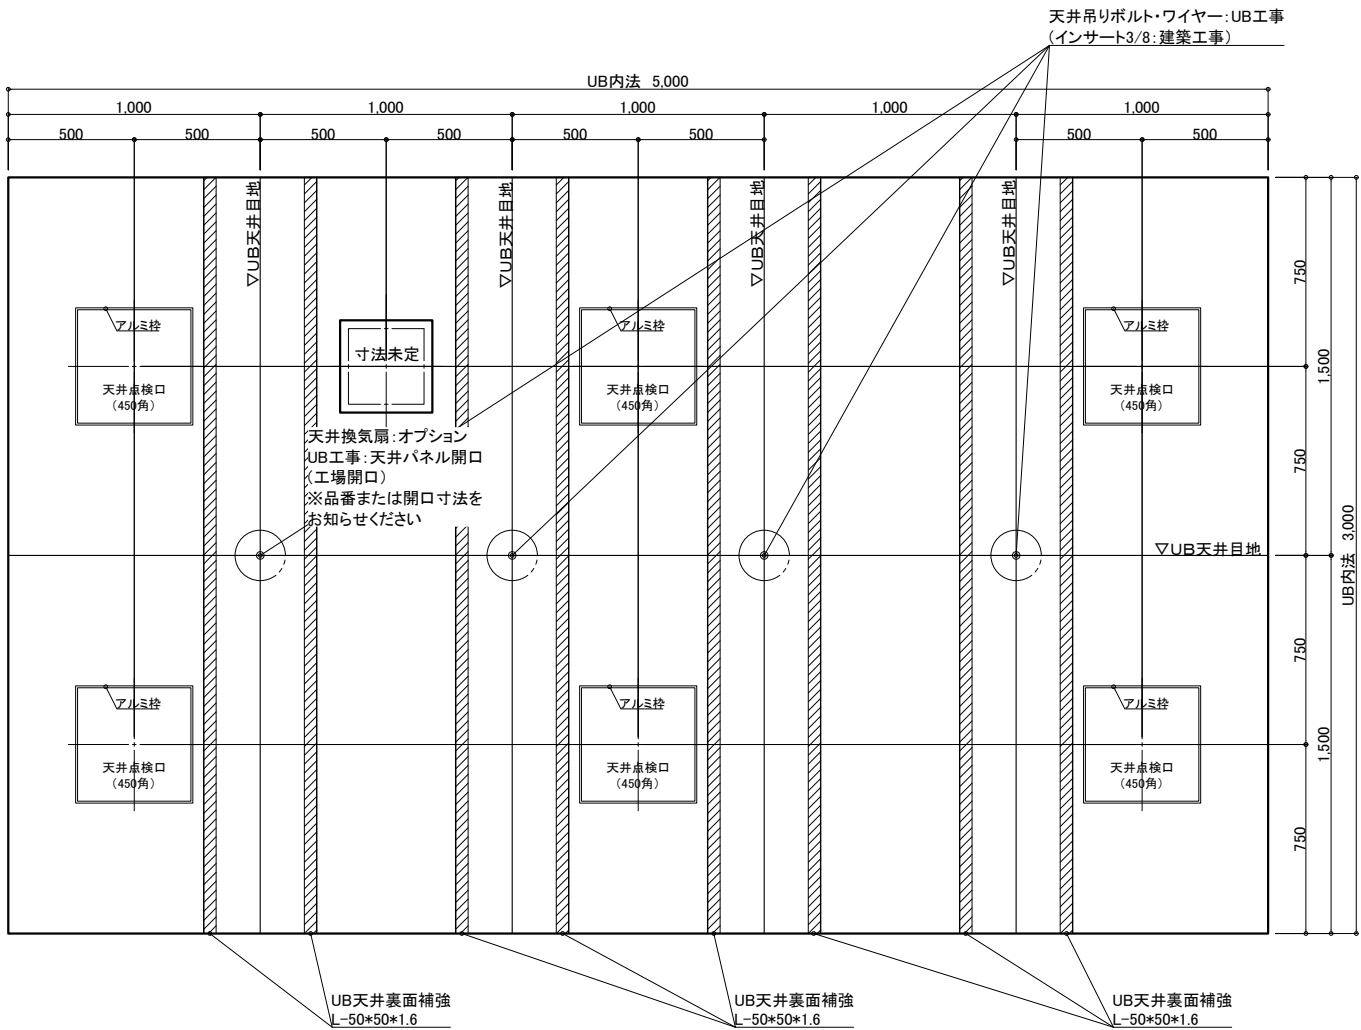 天井吊りボルト・ワイヤー：UB工事
（インサート3/8：建築工事）
UB内法 5,000
1,000
1,000
1,000
1,000
1,000
500
500
500
500
500
500
500
500
▽UB天井目地
▽UB天井目地
▽UB天井目地
▽UB天井目地
750
1,500
UB内法 3,000
アルミ枠
天井点検口
（450角）
寸法未定
アルミ枠
天井点検口
（450角）
アルミ枠
天井点検口
（450角）
750
天井換気扇：オプション
UB工事：天井パネル開口
（工場開口）
※品番または開口寸法を
お知らせください
▽UB天井目地
750
1,500
アルミ枠
天井点検口
（450角）
アルミ枠
天井点検口
（450角）
アルミ枠
天井点検口
（450角）
750
UB天井裏面補強
L-50*50*1.6
UB天井裏面補強
L-50*50*1.6
UB天井裏面補強
L-50*50*1.6